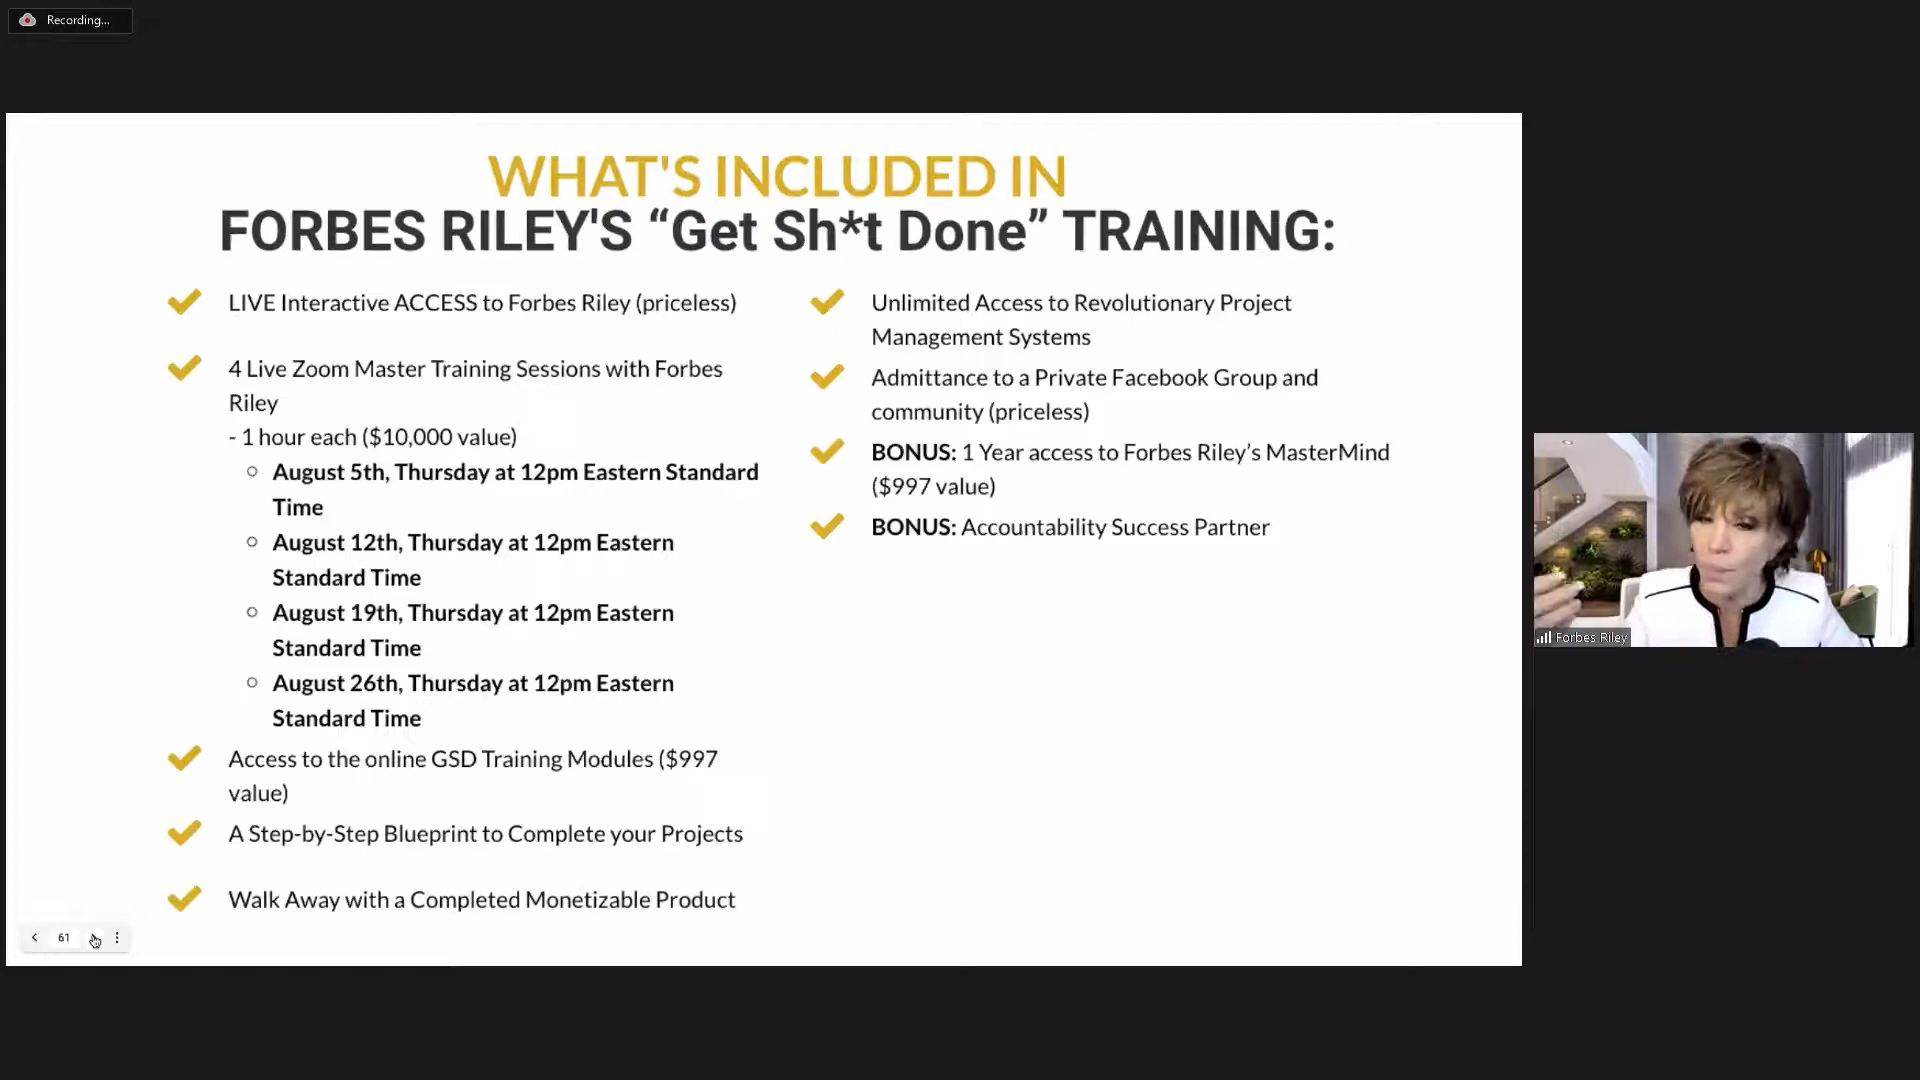 Recording...
WHAT'S INCLUDED IN
FORBES RILEY'S “Get Sh*t Done” TRAINING:
LIVE Interactive ACCESS to Forbes Riley (priceless)
4 Live Zoom Master Training Sessions with Forbes
Riley
- 1 hour each ($10,000 value)
August 5th, Thursday at 12pm Eastern Standard
Time
August 12th, Thursday at 12pm Eastern
Standard Time
August 19th, Thursday at 12pm Eastern
Standard Time
August 26th, Thursday at 12pm Eastern
Standard Time
Access to the online GSD Training Modules ($997
value)
A Step-by-Step Blueprint to Complete your Projects
Walk Away with a Completed Monetizable Product
Unlimited Access to Revolutionary Project
Management Systems
Admittance to a Private Facebook Group and
community (priceless)
BONUS: 1 Year access to Forbes Riley’s MasterMind
($997 value)
BONUS: Accountability Success Partner
61
Forbes Riley